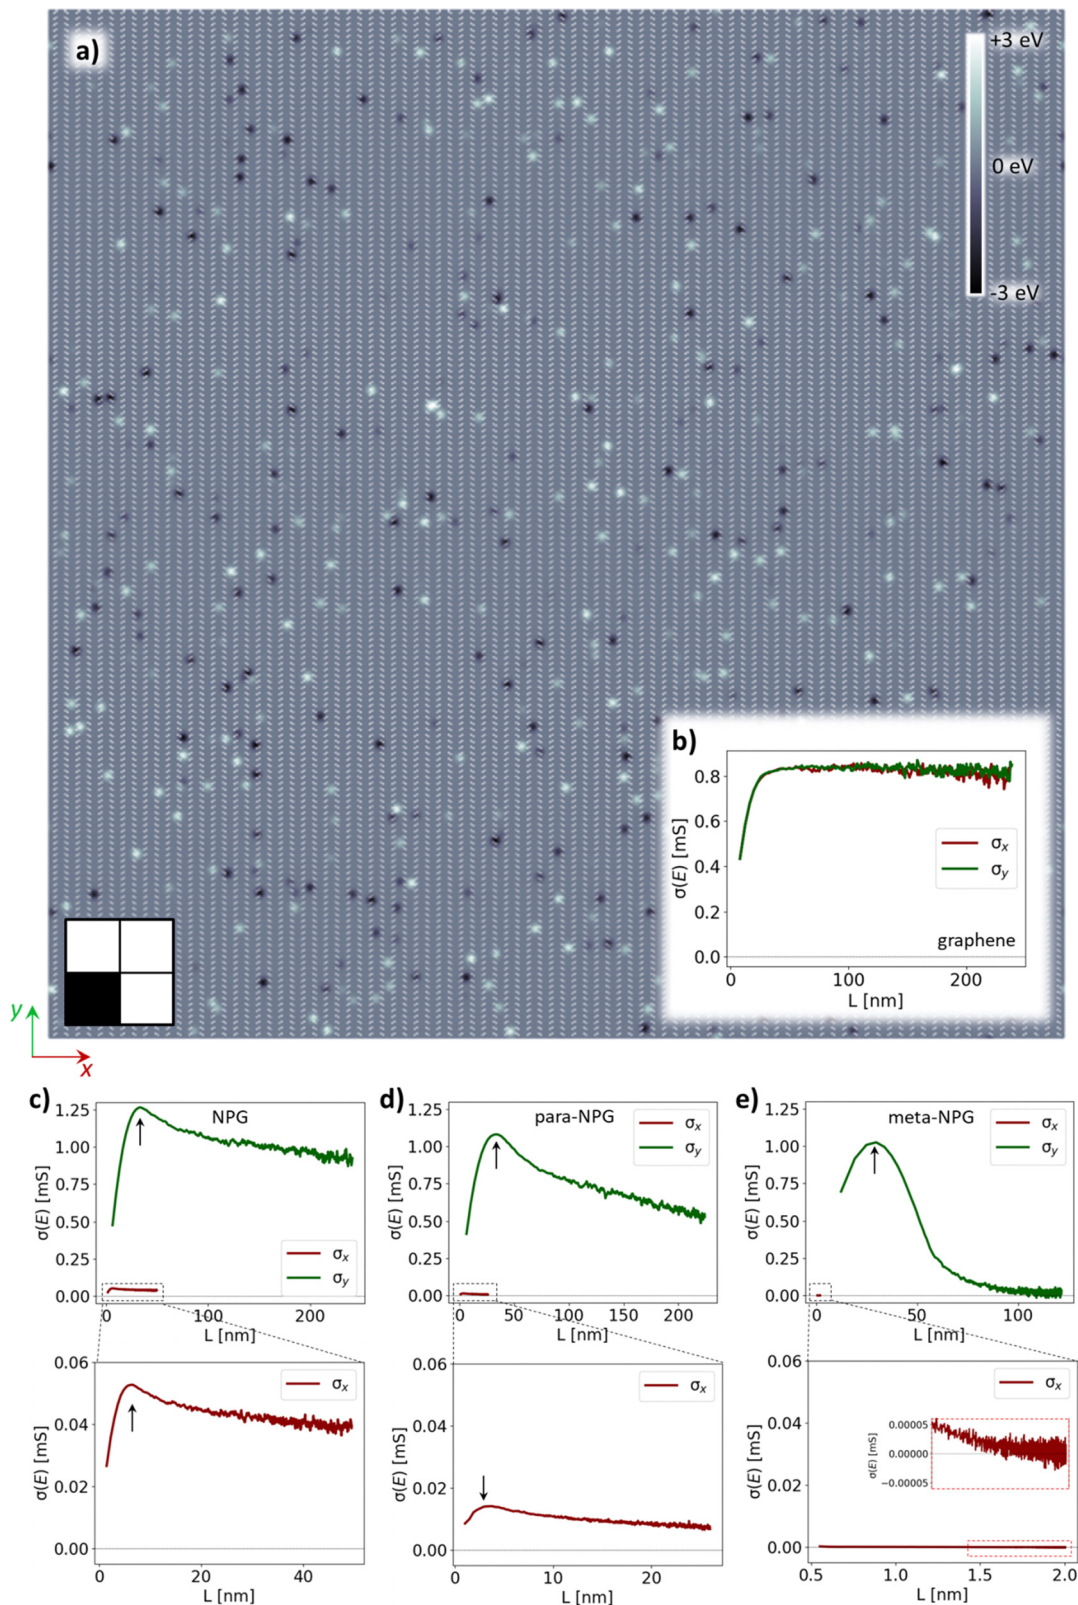 a)
+3 eV
0 eV
-3 eV
b)
0.8
0.6
0.4
0.2
0.0
σ(E) [mS]
σx
σy
graphene
0
100
200
L [nm]
y
x
c)
NPG
1.25
1.00
0.75
0.50
0.25
0.00
σ(E) [mS]
σx
σy
0
100
200
L [nm]
d)
para-NPG
σx
σy
1.25
1.00
0.75
0.50
0.25
0.00
σ(E) [mS]
0
50
100
150
200
L [nm]
e)
meta-NPG
σx
σy
1.25
1.00
0.75
0.50
0.25
0.00
σ(E) [mS]
0
50
100
L [nm]
0.06
0.04
0.02
0.00
σ(E) [mS]
σx
0
10
20
30
40
50
L [nm]
0.06
0.04
0.02
0.00
σ(E) [mS]
σx
0
10
20
L [nm]
0.06
0.04
0.02
0.00
σ(E) [mS]
σx
0.00005
0.00000
−0.00005
σ(E) [mS]
0.5
1.0
1.5
2.0
L [nm]